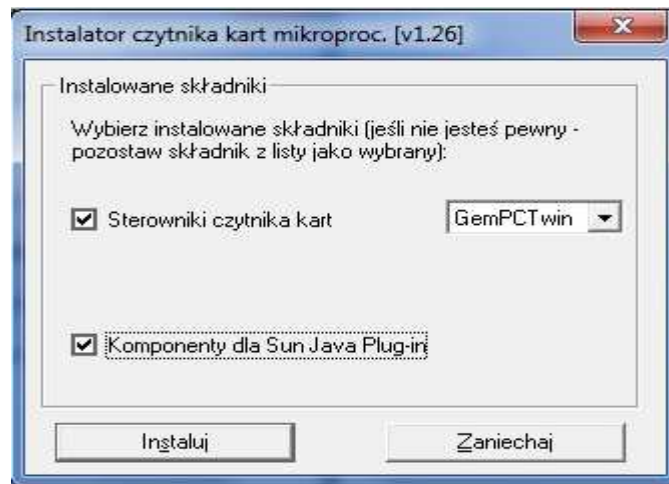 Instalator czytnika kart mikroproc. [v1.26]
Instalowane składniki
Wybierz instalowane składniki (jeśli nie jesteś pewny -
pozostaw składnik z listy jako wybrany):
Sterowniki czytnika kart GemPCTwin
Komponenty dla Sun Java Plug-in
Instaluj Zaniechaj